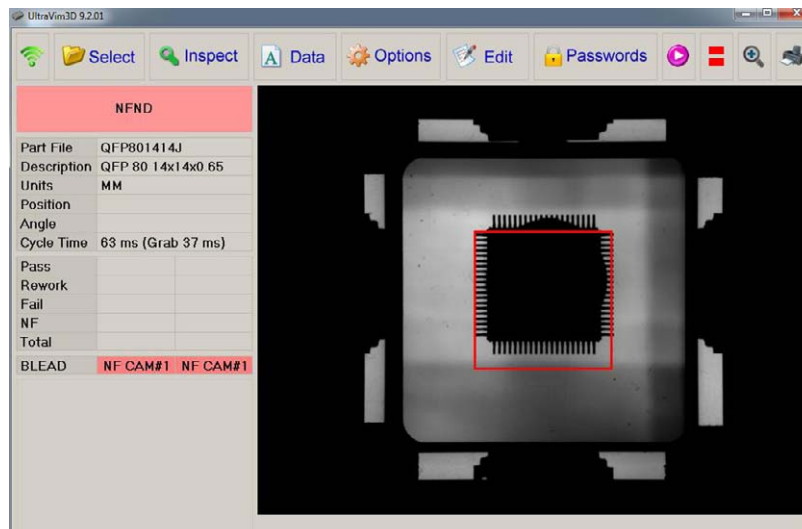 UltraVim3D 9.2.01
Select Inspect Data Options Edit Passwords
NFND
Part File QFP801414J
Description QFP 80 14x14x0.65
Units MM
Position
Angle
Cycle Time 63 ms (Grab 37 ms)
Pass
Rework
Fail
NF
Total
BLEAD NF CAM#1 NF CAM#1